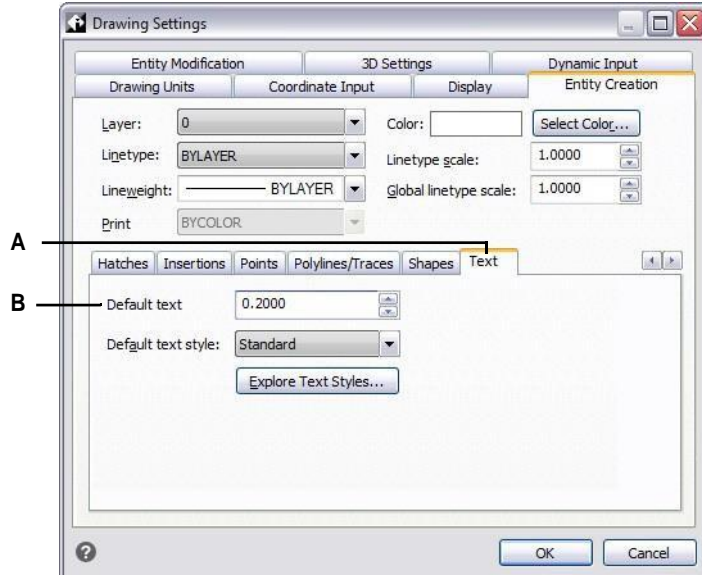 Drawing Settings
Entity Modification 3D Settings Dynamic Input
Drawing Units Coordinate Input Display Entity Creation
Layer: 0 Color: Select Color...
Linetype: BYLAYER Linetype scale: 1.0000
Lineweight: BYLAYER Global linetype scale: 1.0000
Print BYCOLOR
A
Hatches Insertions Points Polylines/Traces Shapes Text
B Default text 0.2000
Default text style: Standard
Explore Text Styles...
? OK Cancel